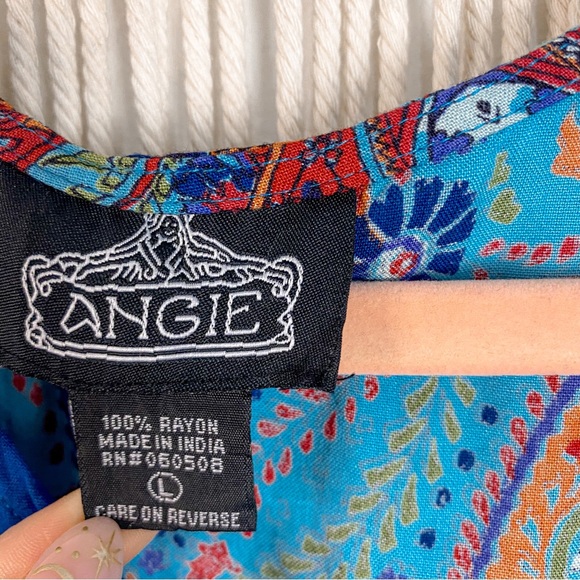 ANGIE
100% RAYON
MADE IN INDIA
RN#060508
L
CARE ON REVERSE